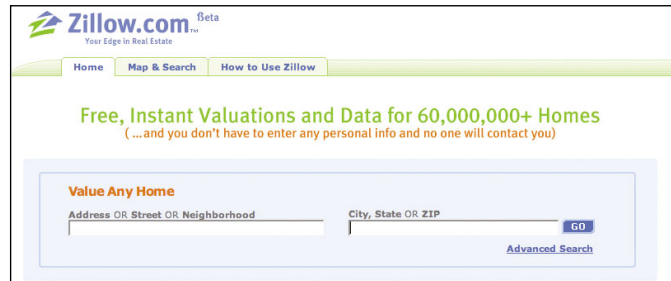 Zillow.com™ Beta
Your Edge in Real Estate
Home Map & Search How to Use Zillow
Free, Instant Valuations and Data for 60,000,000+ Homes
( ...and you don't have to enter any personal info and no one will contact you)
Value Any Home
Address OR Street OR Neighborhood City, State OR ZIP
GO
Advanced Search